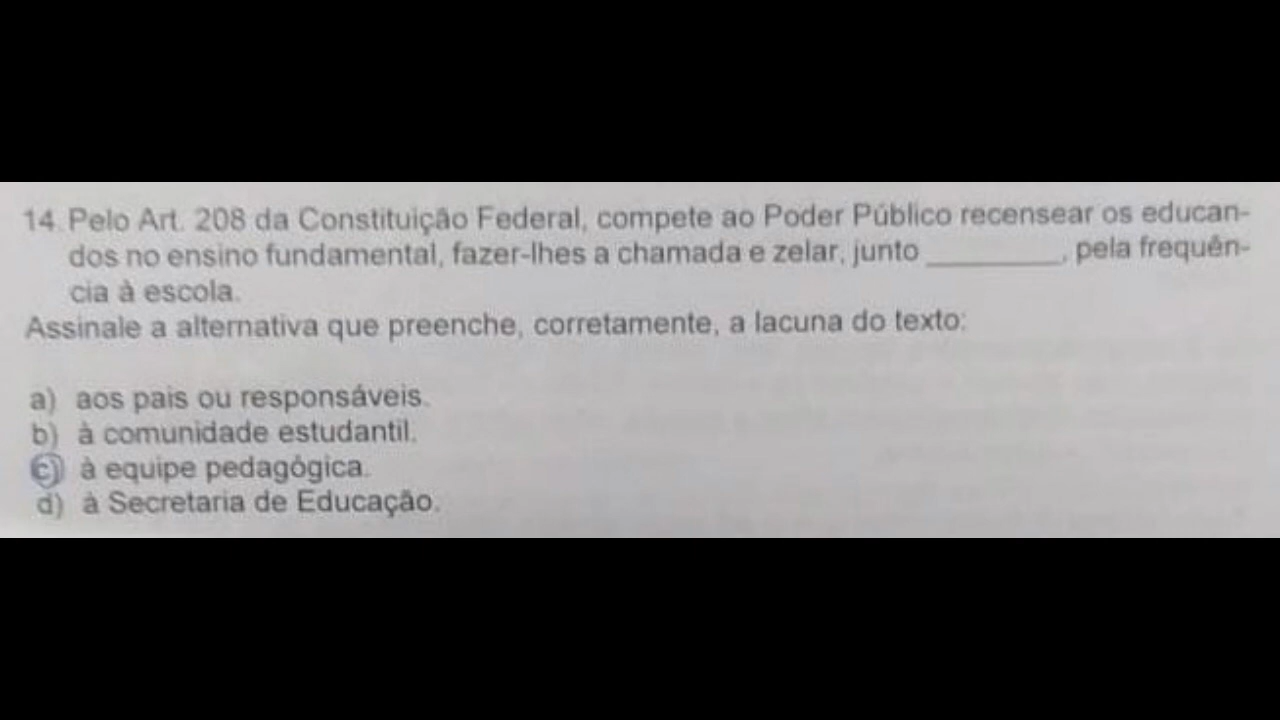 14. Pelo Art. 208 da Constituição Federal, compete ao Poder Público recensear os educan-
dos no ensino fundamental, fazer-lhes a chamada e zelar, junto _________, pela frequên-
cia à escola.
Assinale a alternativa que preenche, corretamente, a lacuna do texto:
a) aos pais ou responsáveis.
b) à comunidade estudantil.
c) à equipe pedagógica.
d) à Secretaria de Educação.